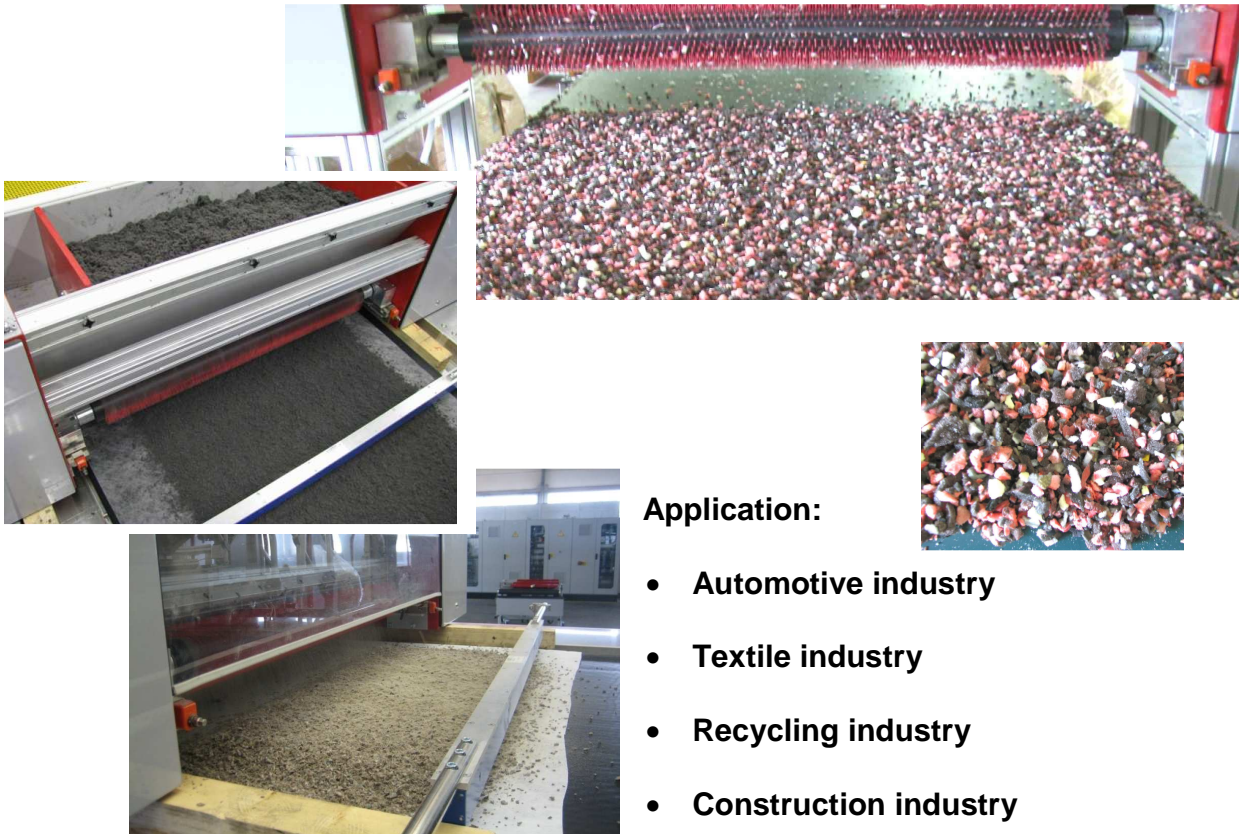 Application:
• Automotive industry
• Textile industry
• Recycling industry
• Construction industry